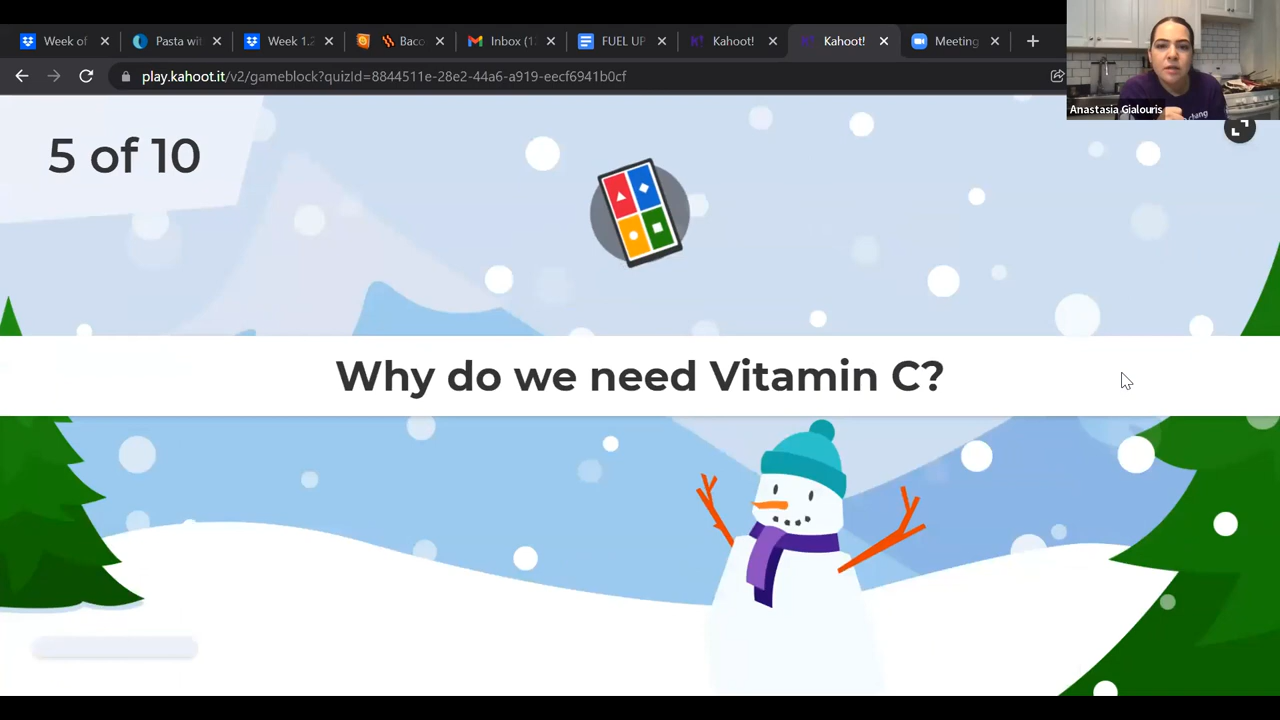 Week of
Pasta wit
Week 1.2
Baco
Inbox (1
FUEL UP
Kahoot!
Kahoot!
Meeting
play.kahoot.it/v2/gameblock?quizId=8844511e-28e2-44a6-a919-eecf6941b0cf
Anastasia Gialouris
5 of 10
Why do we need Vitamin C?